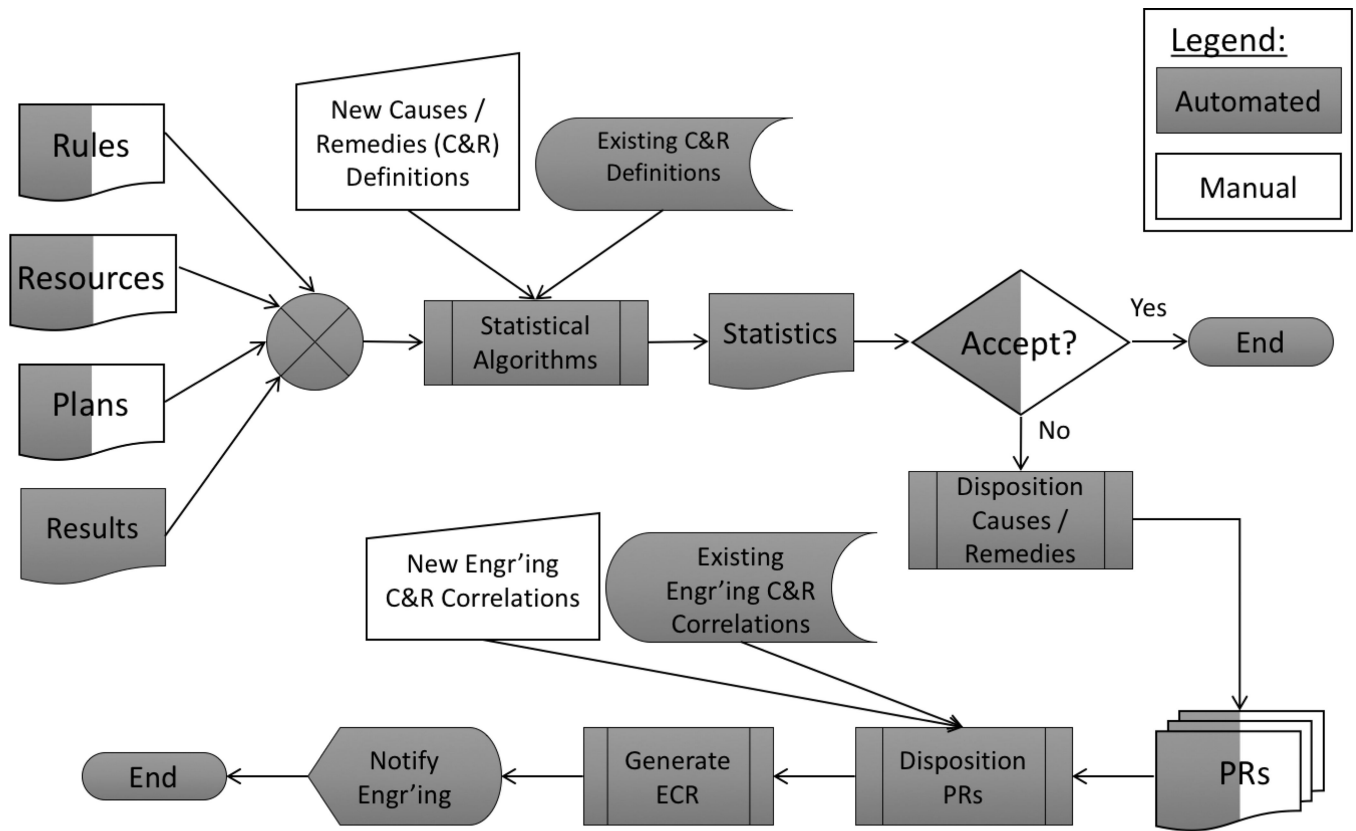 Legend:
Automated
Manual
Rules
Resources
Plans
Results
New Causes /
Remedies (C&R)
Definitions
Existing C&R
Definitions
Statistical
Algorithms
Statistics
Accept?
Yes
End
No
Disposition
Causes /
Remedies
New Engr’ing
C&R Correlations
Existing
Engr’ing C&R
Correlations
PRs
Disposition
PRs
Generate
ECR
Notify
Engr’ing
End